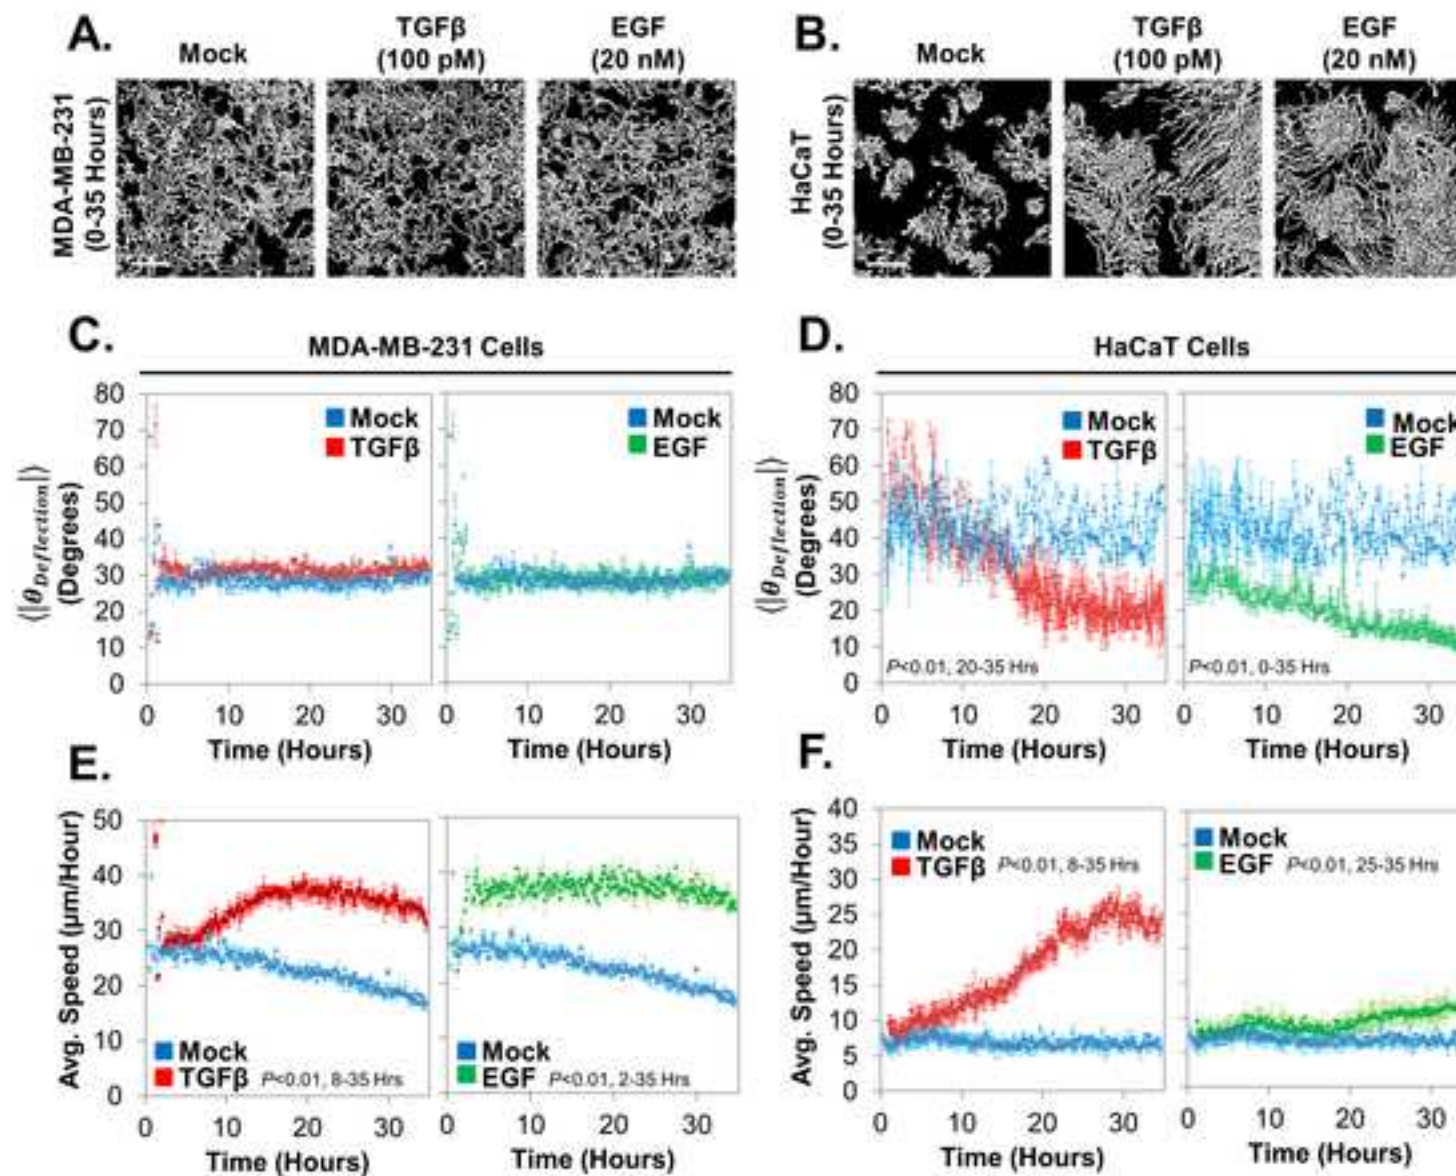 A.
Mock
TGFβ
(100 pM)
EGF
(20 nM)
MDA-MB-231
(0-35 Hours)
B.
Mock
TGFβ
(100 pM)
EGF
(20 nM)
HaCaT
(0-35 Hours)
C.
MDA-MB-231 Cells
⟨|θDeflection|⟩
(Degrees)
80
70
60
50
40
30
20
10
0
Mock
TGFβ
0 10 20 30
Time (Hours)
Mock
EGF
0 10 20 30
Time (Hours)
D.
HaCaT Cells
⟨|θDeflection|⟩
(Degrees)
80
70
60
50
40
30
20
10
0
Mock
TGFβ
P<0.01, 20-35 Hrs
0 10 20 30
Time (Hours)
Mock
EGF
P<0.01, 0-35 Hrs
0 10 20 30
Time (Hours)
E.
Avg. Speed (µm/Hour)
50
40
30
20
10
0
Mock
TGFβ P<0.01, 8-35 Hrs
0 10 20 30
Time (Hours)
Mock
EGF P<0.01, 2-35 Hrs
0 10 20 30
Time (Hours)
F.
Avg. Speed (µm/Hour)
40
35
30
25
20
15
10
5
0
Mock
TGFβ P<0.01, 8-35 Hrs
0 10 20 30
Time (Hours)
Mock
EGF P<0.01, 25-35 Hrs
0 10 20 30
Time (Hours)